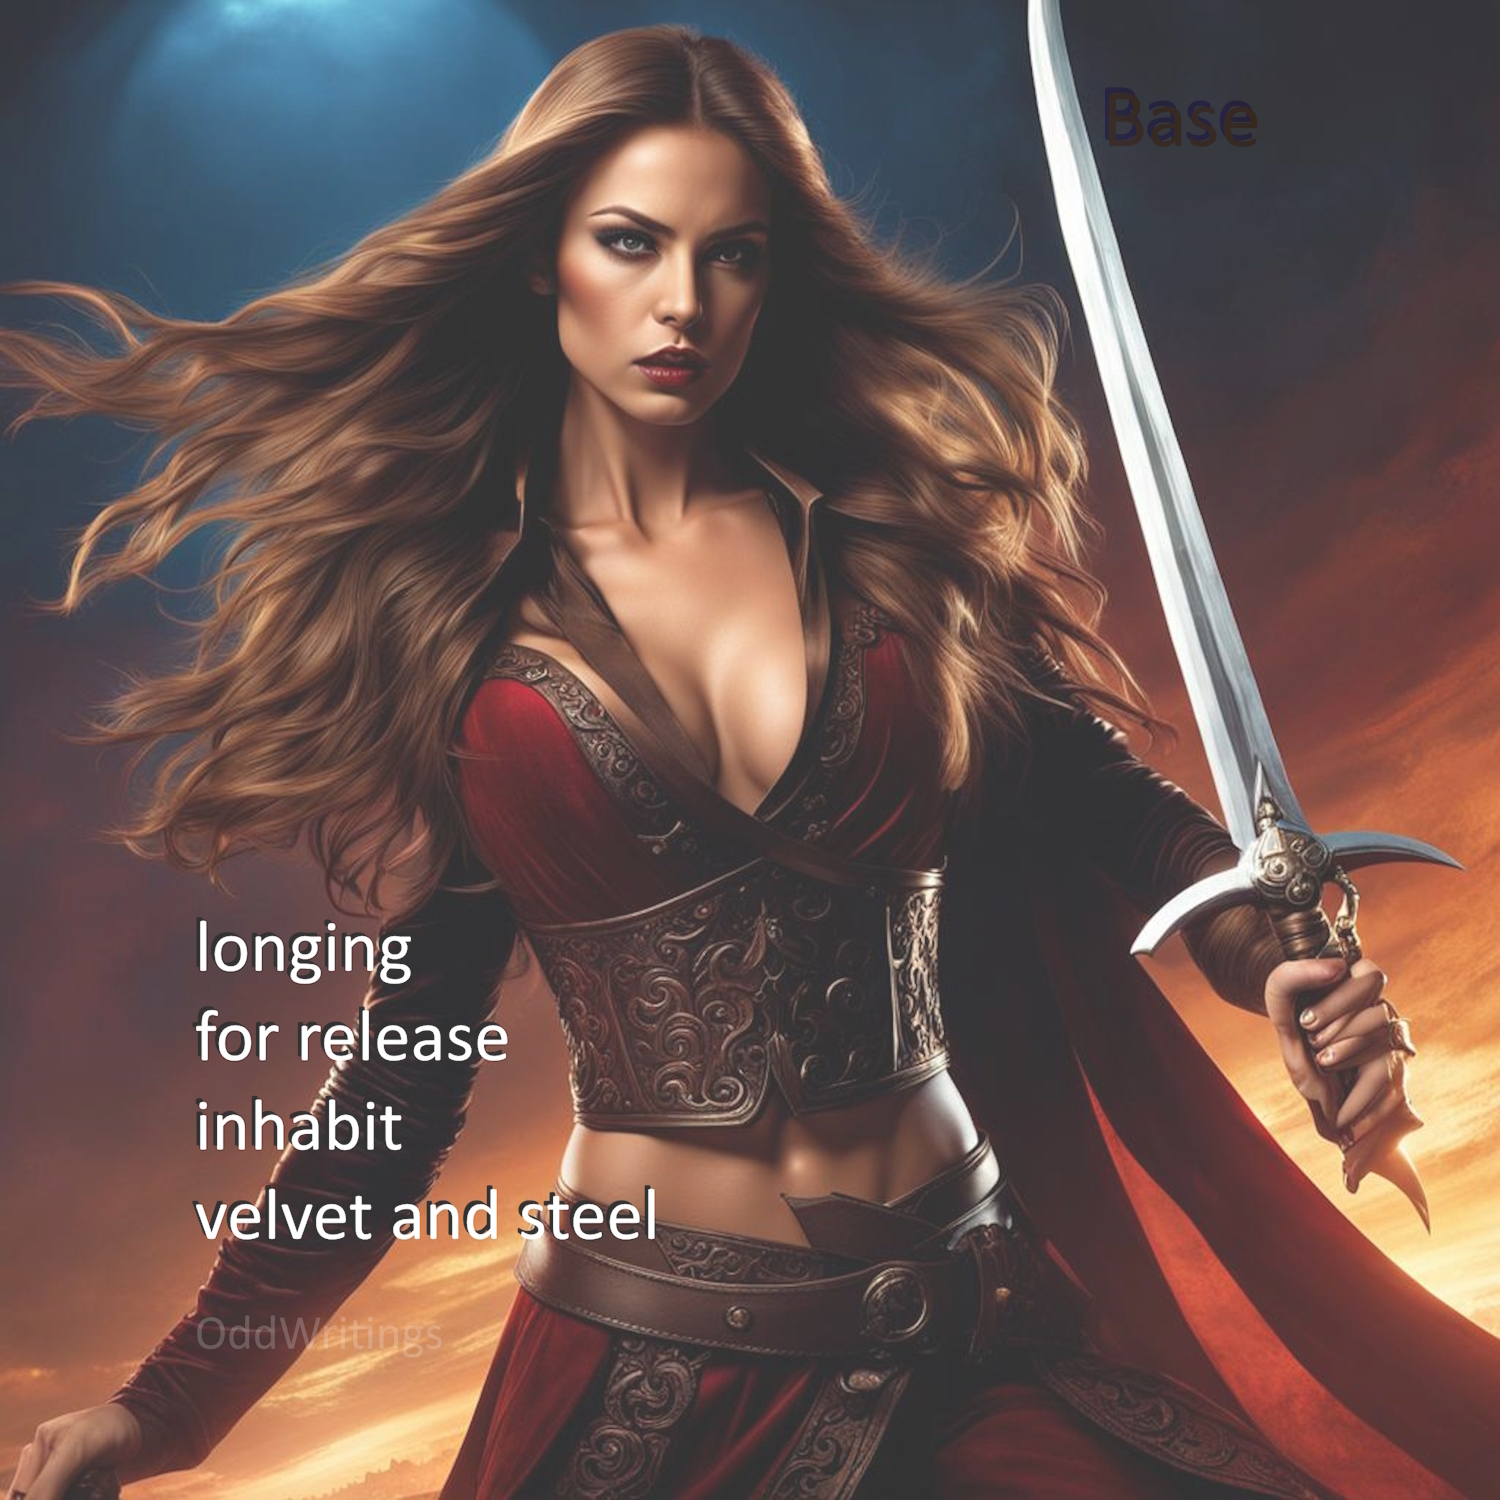 Base
longing
for release
inhabit
velvet and steel
OddWritings